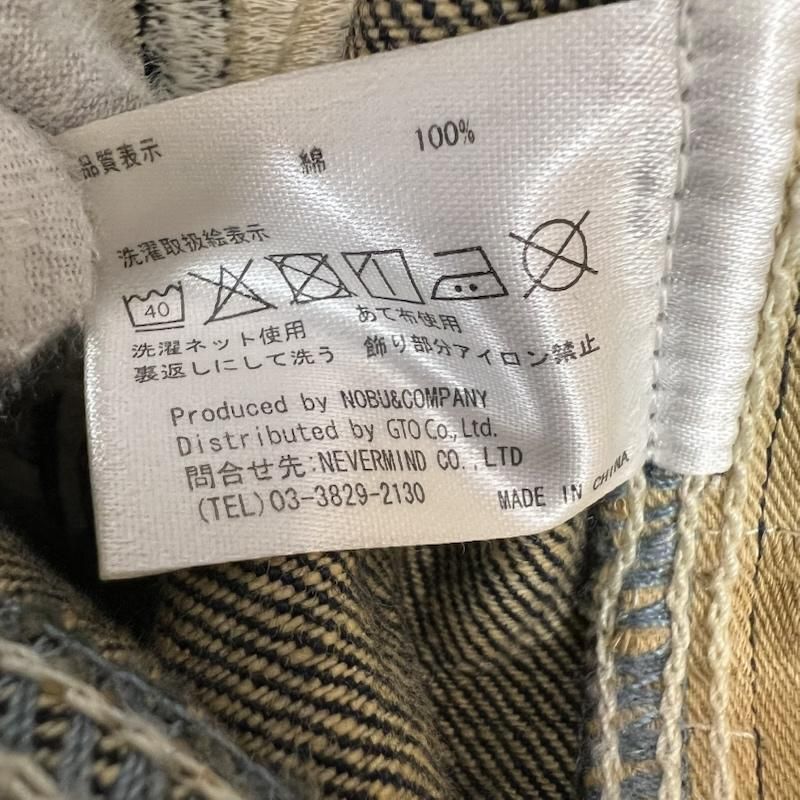 品質表示 綿 100%
洗濯取扱絵表示
40
あて布使用
洗濯ネット使用
裏返しにして洗う 飾り部分アイロン禁止
Produced by NOBU&COMPANY
Distributed by GTO Co., Ltd.
問合せ先:NEVERMIND CO.,LTD
(TEL)03-3829-2130 MADE IN CHINA